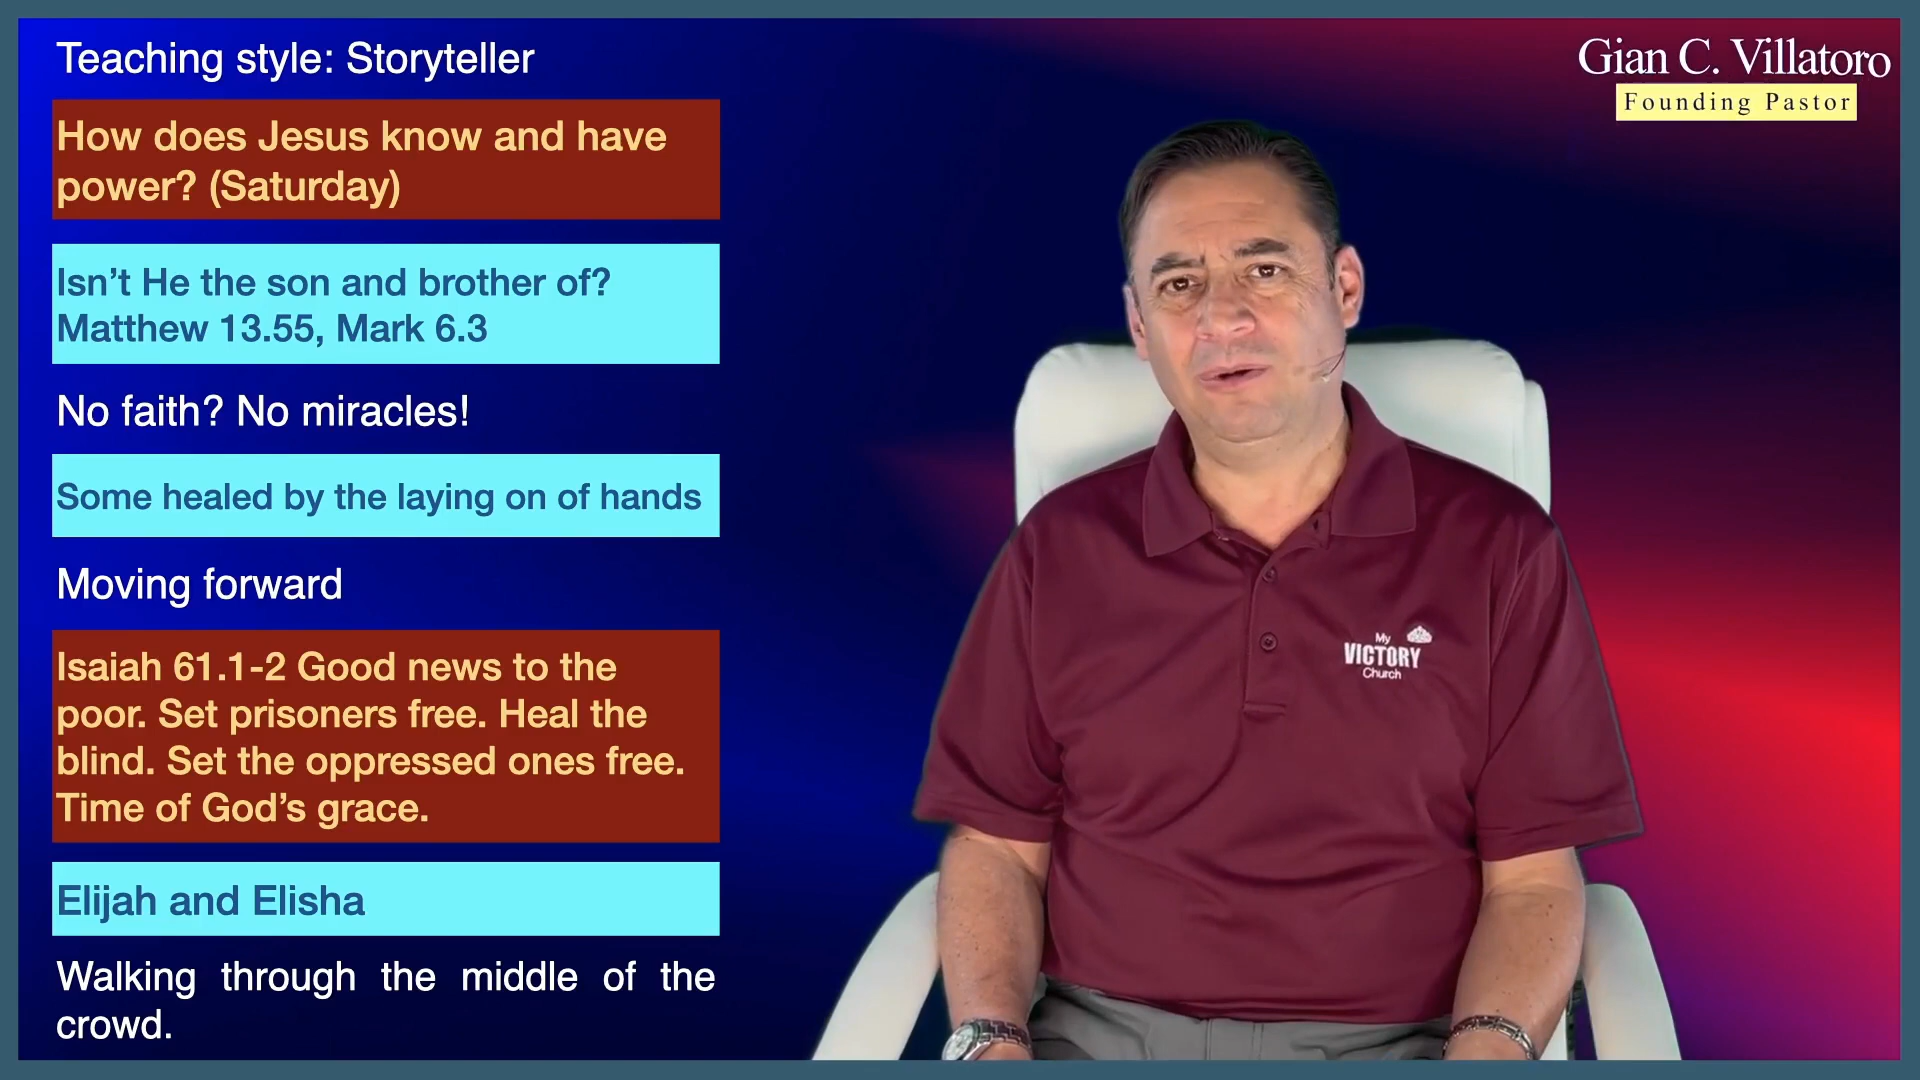 Teaching style: Storyteller
How does Jesus know and have
power? (Saturday)
Isn’t He the son and brother of?
Matthew 13.55, Mark 6.3
No faith? No miracles!
Some healed by the laying on of hands
Moving forward
Isaiah 61.1-2 Good news to the
poor. Set prisoners free. Heal the
blind. Set the oppressed ones free.
Time of God’s grace.
Elijah and Elisha
Walking through the middle of the
crowd.
Gian C. Villatoro
Founding Pastor
My
VICTORY
Church